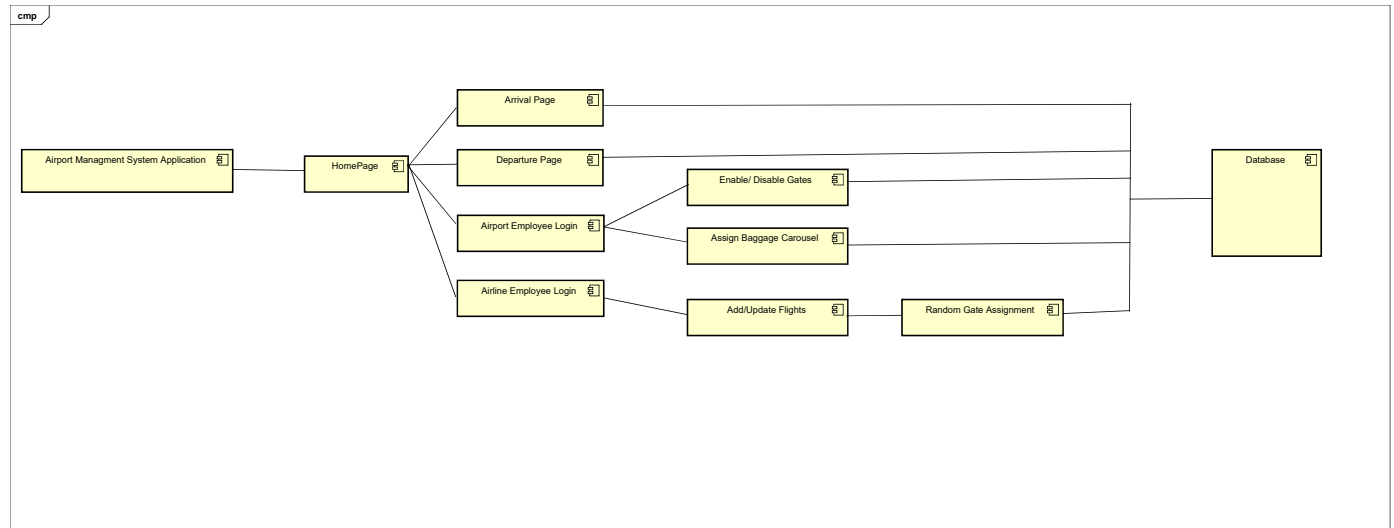 cmp
Arrival Page
Airport Managment System Application
HomePage
Departure Page
Database
Enable/ Disable Gates
Airport Employee Login
Assign Baggage Carousel
Airline Employee Login
Add/Update Flights
Random Gate Assignment